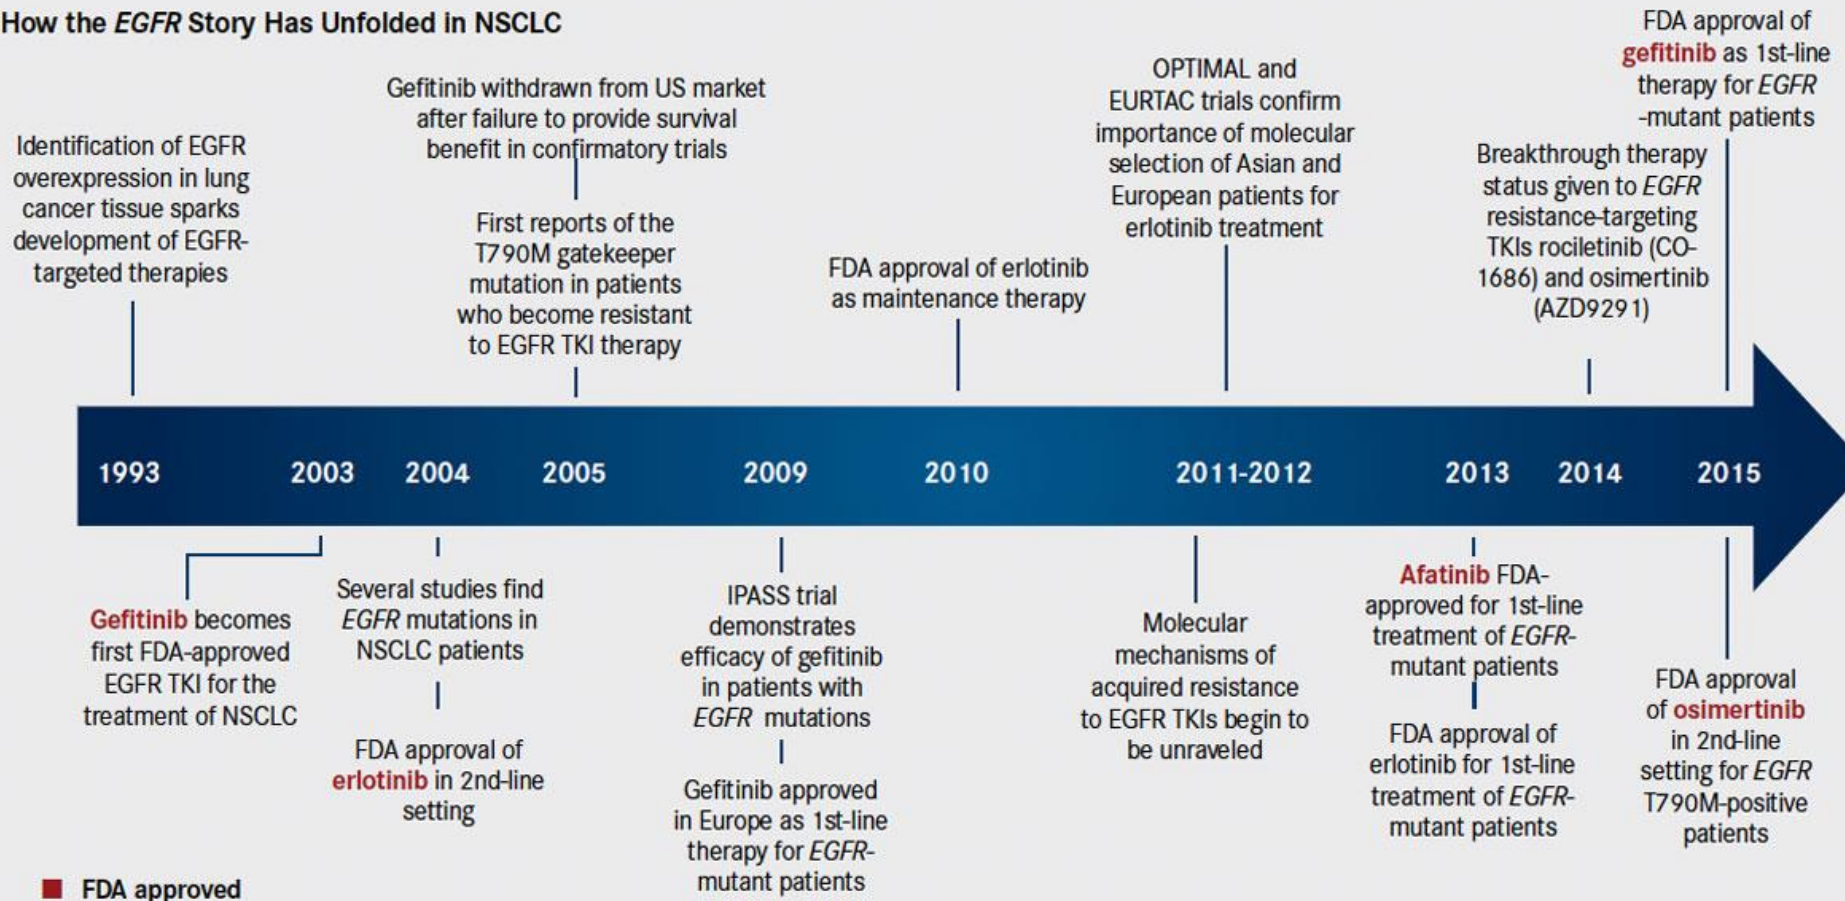 How the EGFR Story Has Unfolded in NSCLC
Identification of EGFR
overexpression in lung
cancer tissue sparks
development of EGFR-
targeted therapies
Gefitinib withdrawn from US market
after failure to provide survival
benefit in confirmatory trials
First reports of the
T790M gatekeeper
mutation in patients
who become resistant
to EGFR TKI therapy
FDA approval of erlotinib
as maintenance therapy
OPTIMAL and
EURTAC trials confirm
importance of molecular
selection of Asian and
European patients for
erlotinib treatment
Breakthrough therapy
status given to EGFR
resistance-targeting
TKIs rociletinib (CO-
1686) and osimertinib
(AZD9291)
FDA approval of
gefitinib as 1st-line
therapy for EGFR
-mutant patients
1993 2003 2004 2005 2009 2010 2011-2012 2013 2014 2015
Gefitinib becomes
first FDA-approved
EGFR TKI for the
treatment of NSCLC
Several studies find
EGFR mutations in
NSCLC patients
FDA approval of
erlotinib in 2nd-line
setting
IPASS trial
demonstrates
efficacy of gefitinib
in patients with
EGFR mutations
Gefitinib approved
in Europe as 1st-line
therapy for EGFR-
mutant patients
Molecular
mechanisms of
acquired resistance
to EGFR TKIs begin to
be unraveled
Afatinib FDA-
approved for 1st-line
treatment of EGFR-
mutant patients
FDA approval of
erlotinib for 1st-line
treatment of EGFR-
mutant patients
FDA approval
of osimertinib
in 2nd-line
setting for EGFR
T790M-positive
patients
FDA approved